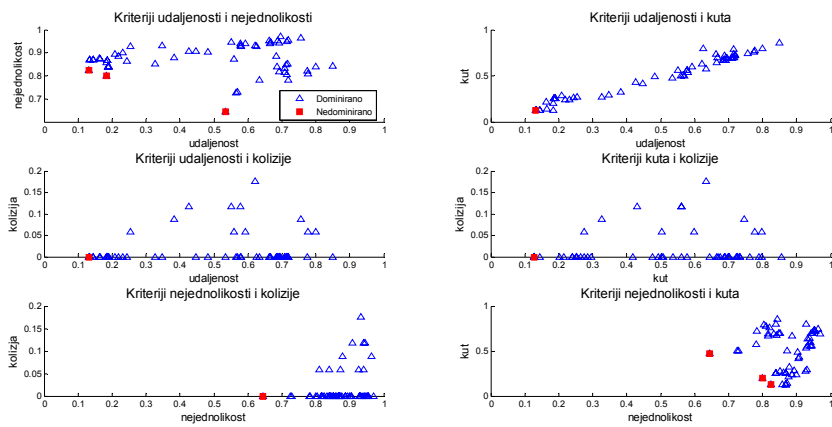 Kriteriji udaljenosti i nejednolikosti
nejednolikost
1
0.9
0.8
0.7
0 0.1 0.2 0.3 0.4 0.5 0.6 0.7 0.8 0.9 1
udaljenost
Dominirano
Nedominirano
Kriteriji udaljenosti i kuta
kut
1
0.5
0
0 0.1 0.2 0.3 0.4 0.5 0.6 0.7 0.8 0.9 1
udaljenost
Kriteriji udaljenosti i kolizije
kolizija
0.2
0.15
0.1
0.05
0
0 0.1 0.2 0.3 0.4 0.5 0.6 0.7 0.8 0.9 1
udaljenost
Kriteriji kuta i kolizije
kolizija
0.2
0.15
0.1
0.05
0
0 0.1 0.2 0.3 0.4 0.5 0.6 0.7 0.8 0.9 1
kut
Kriteriji nejednolikosti i kolizije
kolizja
0.2
0.15
0.1
0.05
0
0 0.1 0.2 0.3 0.4 0.5 0.6 0.7 0.8 0.9 1
nejednolikost
Kriteriji nejednolikosti i kuta
kut
1
0.5
0
0 0.1 0.2 0.3 0.4 0.5 0.6 0.7 0.8 0.9 1
nejednolikost